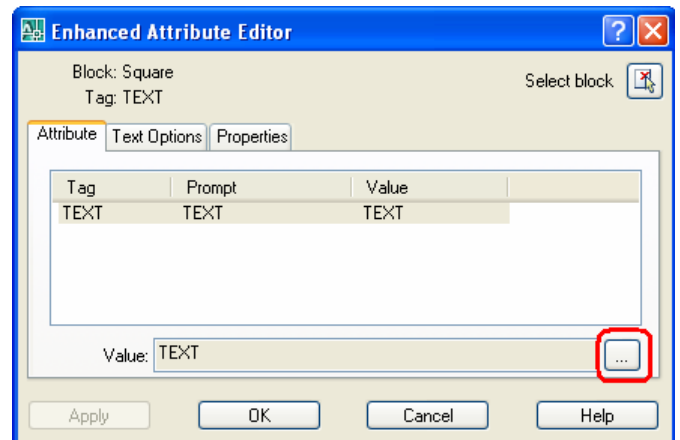 Enhanced Attribute Editor
Block: Square
Select block
Tag: TEXT
Attribute Text Options Properties
Tag Prompt Value
TEXT TEXT TEXT
Value: TEXT ...
Apply OK Cancel Help